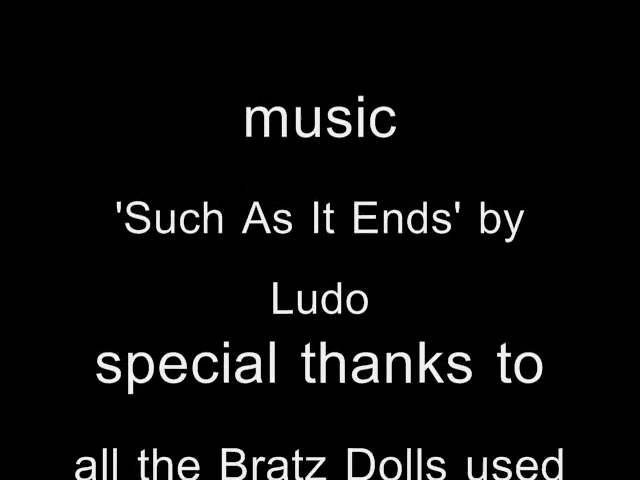 music
'Such As It Ends' by
Ludo
special thanks to
all the Bratz Dolls used